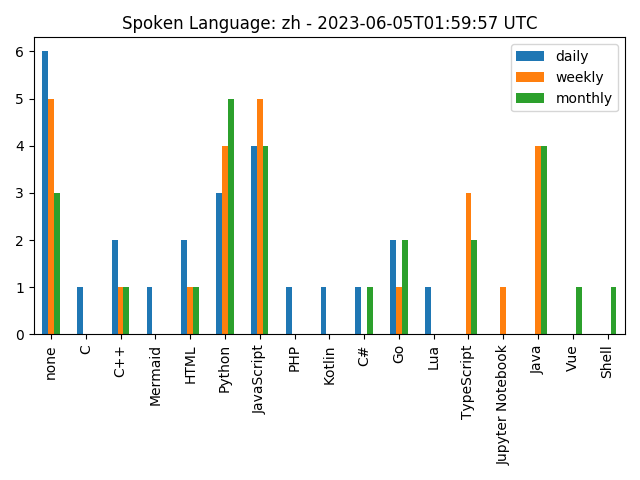 Spoken Language: zh - 2023-06-05T01:59:57 UTC
daily
weekly
monthly
6
5
4
3
2
1
0
none
C
C++
Mermaid
HTML
Python
JavaScript
PHP
Kotlin
C#
Go
Lua
TypeScript
Jupyter Notebook
Java
Vue
Shell